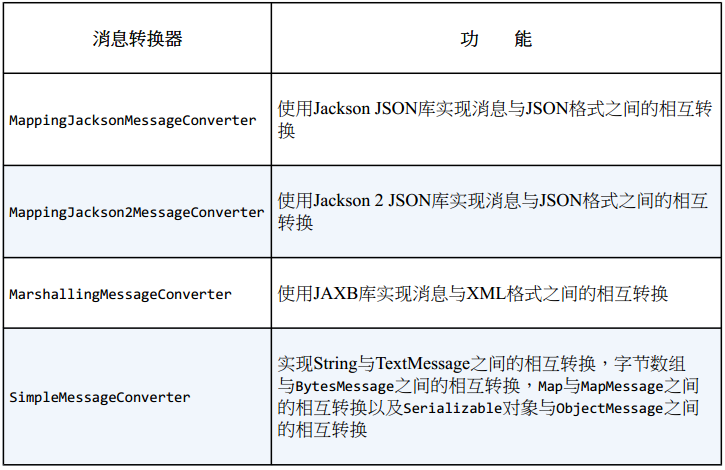 消息转换器
功 能
MappingJacksonMessageConverter
使用Jackson JSON库实现消息与JSON格式之间的相互转
换
MappingJackson2MessageConverter
使用Jackson 2 JSON库实现消息与JSON格式之间的相互
转换
MarshallingMessageConverter
使用JAXB库实现消息与XML格式之间的相互转换
SimpleMessageConverter
实现String与TextMessage之间的相互转换，字节数组
与BytesMessage之间的相互转换，Map与MapMessage之间
的相互转换以及Serializable对象与ObjectMessage之间
的相互转换